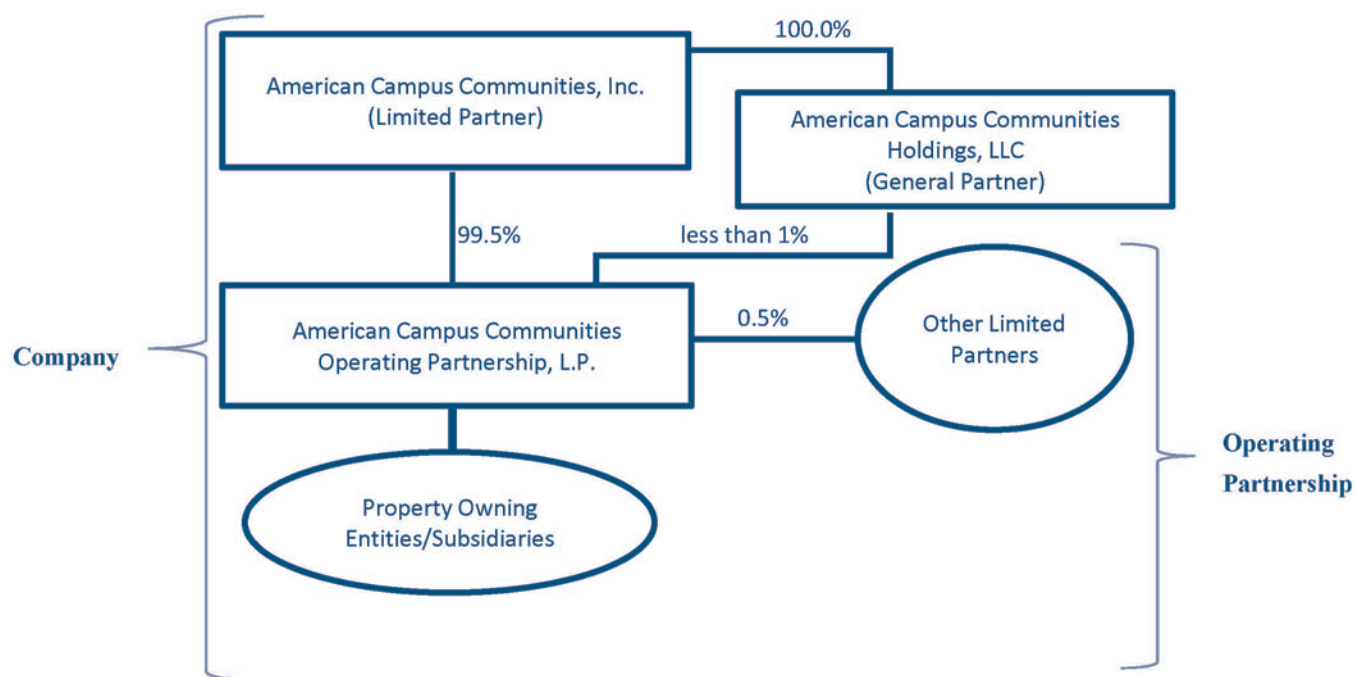 100.0%
American Campus Communities, Inc.
(Limited Partner)
American Campus Communities
Holdings, LLC
(General Partner)
99.5%
less than 1%
American Campus Communities
Operating Partnership, L.P.
0.5%
Other Limited
Partners
Company
Operating
Partnership
Property Owning
Entities/Subsidiaries